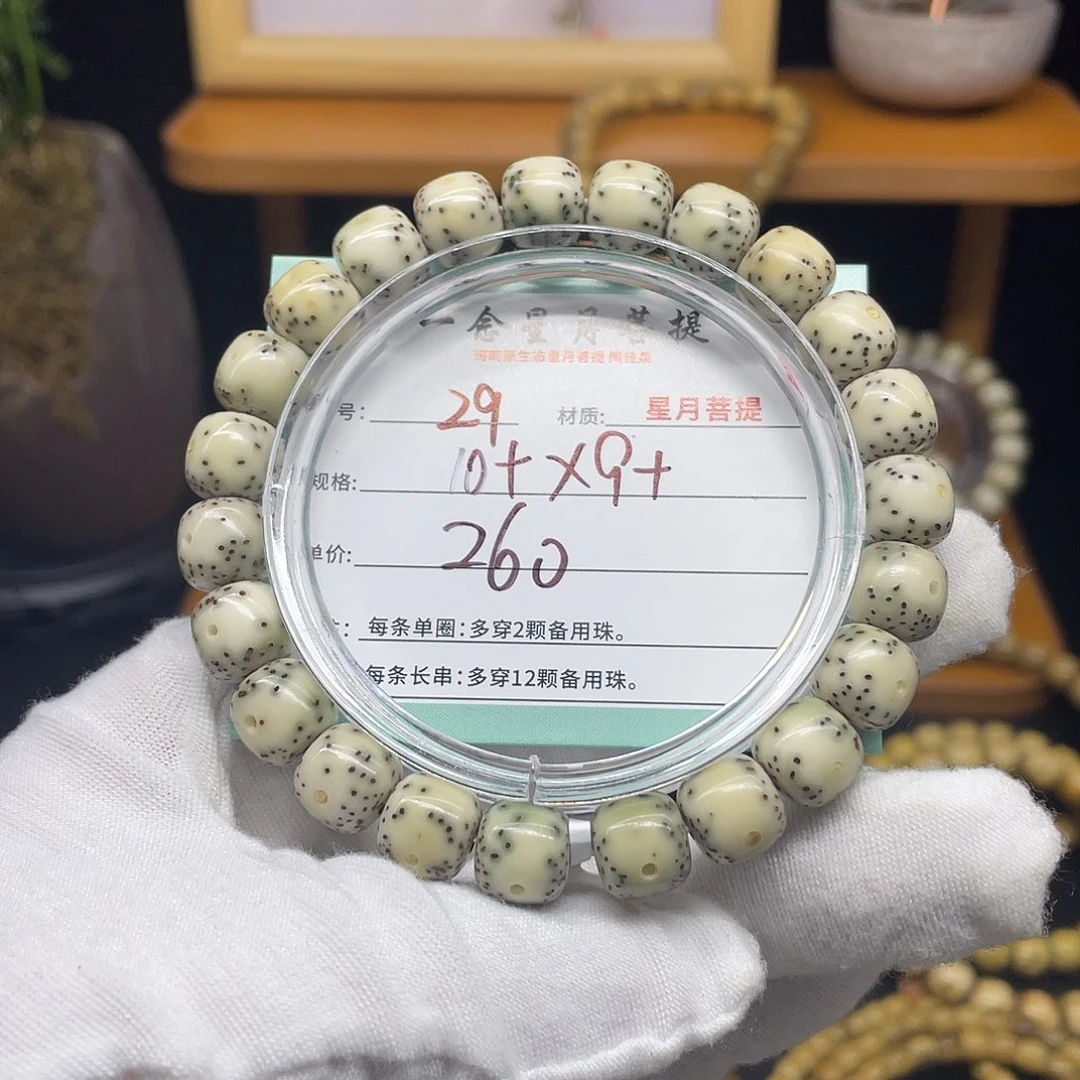 一念星月菩提
号: 29 材质: 星月菩提
规格: 10+×9+
单价: 260
: 每条单圈:多穿2颗备用珠。
每条长串:多穿12颗备用珠。